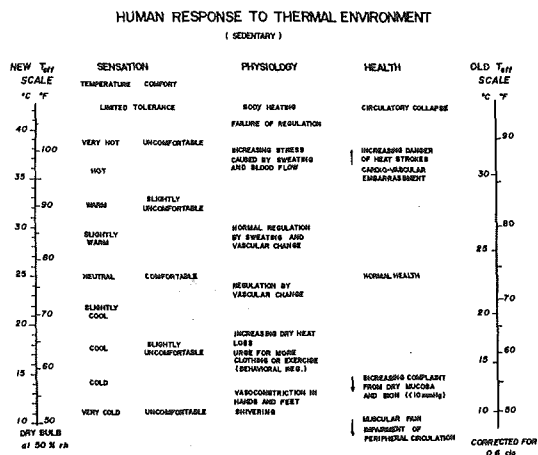 HUMAN RESPONSE TO THERMAL ENVIRONMENT
( SEDENTARY )
NEW Teff SCALE
°C °F
40
100
35
90
30
80
25
70
20
60
15
10
50
DRY BULB
at 50 % rh
SENSATION
TEMPERATURE COMFORT
LIMITED TOLERANCE
VERY HOT UNCOMFORTABLE
HOT
WARM
SLIGHTLY
UNCOMFORTABLE
SLIGHTLY
WARM
NEUTRAL COMFORTABLE
SLIGHTLY
COOL
COOL
SLIGHTLY
UNCOMFORTABLE
COLD
VERY COLD UNCOMFORTABLE
PHYSIOLOGY
BODY HEATING
FAILURE OF REGULATION
INCREASING STRESS
CAUSED BY SWEATING
AND BLOOD FLOW
NORMAL REGULATION
BY SWEATING AND
VASCULAR CHANGE
REGULATION BY
VASCULAR CHANGE
INCREASING DRY HEAT
LOSS
URGE FOR MORE
CLOTHING OR EXERCISE
(BEHAVIORAL REG.)
VASOCONSTRICTION IN
HANDS AND FEET
SHIVERING
HEALTH
CIRCULATORY COLLAPSE
INCREASING DANGER
OF HEAT STROKES
CARDIO-VASCULAR
EMBARRASSMENT
NORMAL HEALTH
INCREASING COMPLAINT
FROM DRY MUCOSA
AND SKIN (<10 mmHg)
MUSCULAR PAIN
IMPAIRMENT OF
PERIPHERAL CIRCULATION
OLD Teff
SCALE
°C °F
90
30
80
25
70
20
15
60
10
50
CORRECTED FOR
0.6 clo